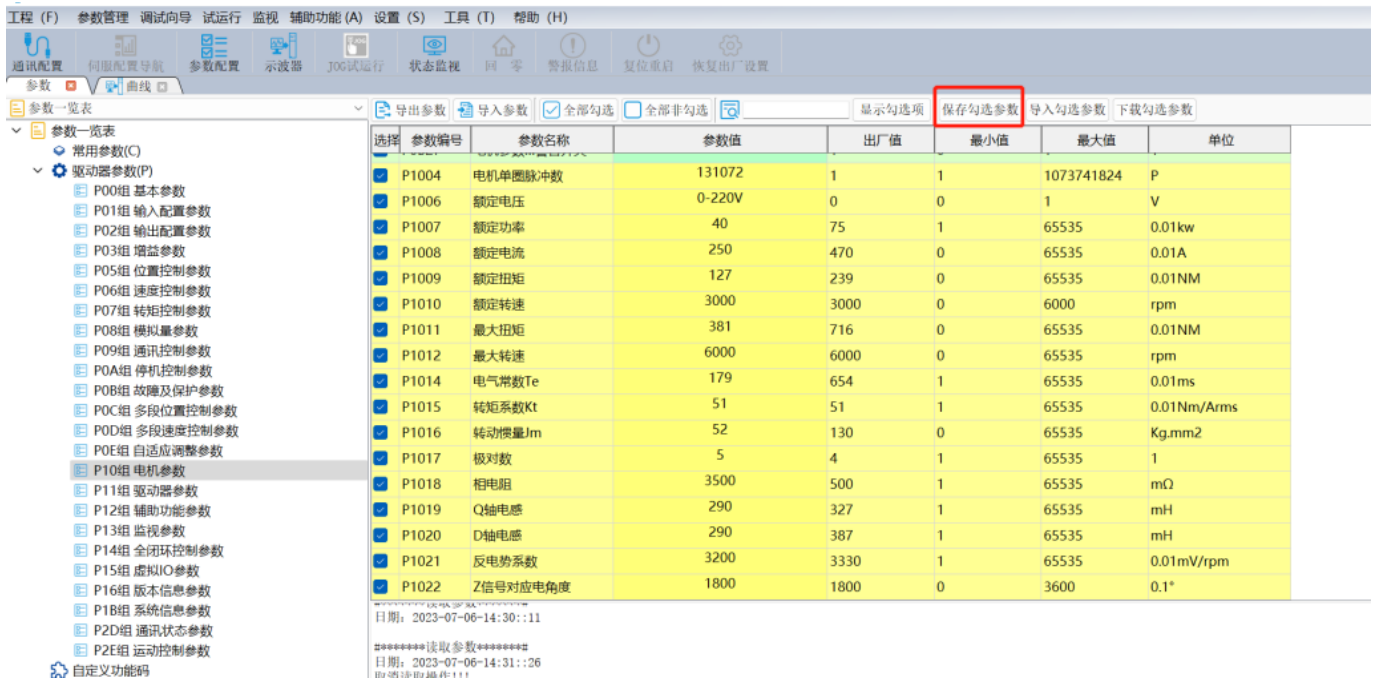 工程 (F) 参数管理 调试向导 试运行 监视 辅助功能 (A) 设置 (S) 工具 (T) 帮助 (H)
通讯配置 伺服配置导航 参数配置 示波器 JOG试运行 状态监视 回 零 警报信息 复位重启 恢复出厂设置
参数 曲线
参数一览表 导出参数 导入参数 全部勾选 全部非勾选 显示勾选项 保存勾选参数 导入勾选参数 下载勾选参数
参数一览表
常用参数(C)
驱动器参数(P)
P00组 基本参数
P01组 输入配置参数
P02组 输出配置参数
P03组 增益参数
P05组 位置控制参数
P06组 速度控制参数
P07组 转矩控制参数
P08组 模拟量参数
P09组 通讯控制参数
P0A组 停机控制参数
P0B组 故障及保护参数
P0C组 多段位置控制参数
P0D组 多段速度控制参数
P0E组 自适应调整参数
P10组 电机参数
P11组 驱动器参数
P12组 辅助功能参数
P13组 监视参数
P14组 全闭环控制参数
P15组 虚拟IO参数
P16组 版本信息参数
P1B组 系统信息参数
P2D组 通讯状态参数
P2E组 运动控制参数
自定义功能码
选择 参数编号 参数名称 参数值 出厂值 最小值 最大值 单位
P1004 电机单圈脉冲数 131072 1 1 1073741824 P
P1006 额定电压 0-220V 0 0 1 V
P1007 额定功率 40 75 1 65535 0.01kw
P1008 额定电流 250 470 0 65535 0.01A
P1009 额定扭矩 127 239 0 65535 0.01NM
P1010 额定转速 3000 3000 0 6000 rpm
P1011 最大扭矩 381 716 0 65535 0.01NM
P1012 最大转速 6000 6000 0 65535 rpm
P1014 电气常数Te 179 654 1 65535 0.01ms
P1015 转矩系数Kt 51 51 1 65535 0.01Nm/Arms
P1016 转动惯量Jm 52 130 0 65535 Kg.mm2
P1017 极对数 5 4 1 65535 1
P1018 相电阻 3500 500 1 65535 mΩ
P1019 Q轴电感 290 327 1 65535 mH
P1020 D轴电感 290 387 1 65535 mH
P1021 反电势系数 3200 3330 1 65535 0.01mV/rpm
P1022 Z信号对应电角度 1800 1800 0 3600 0.1°
日期: 2023-07-06-14:30::11
#*******读取参数*******#
日期: 2023-07-06-14:31::26
取消读取操作!!!